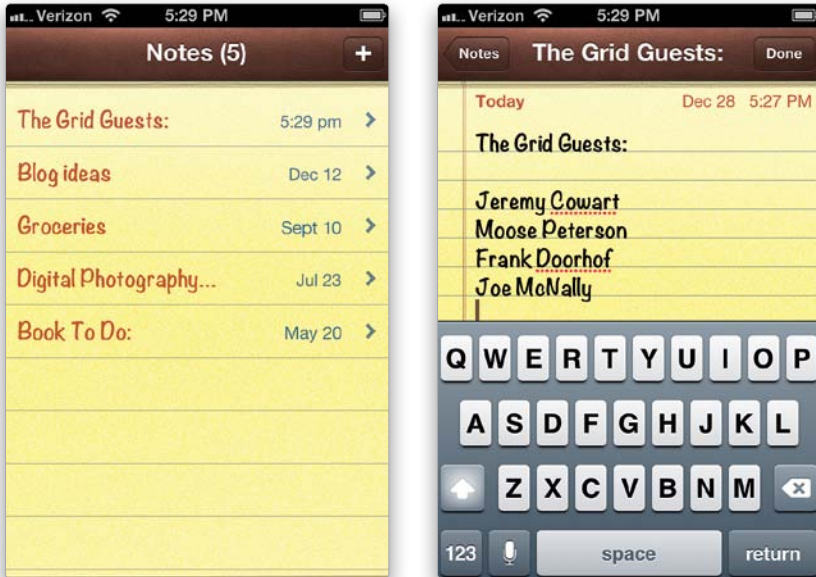 Verizon 5:29 PM
Notes (5) +
The Grid Guests: 5:29 pm
Blog ideas Dec 12
Groceries Sept 10
Digital Photography... Jul 23
Book To Do: May 20
Verizon 5:29 PM
Notes The Grid Guests: Done
Today Dec 28 5:27 PM
The Grid Guests:
Jeremy Cowart
Moose Peterson
Frank Doorhof
Joe McNally
Q W E R T Y U I O P
A S D F G H J K L
Z X C V B N M
123 space return